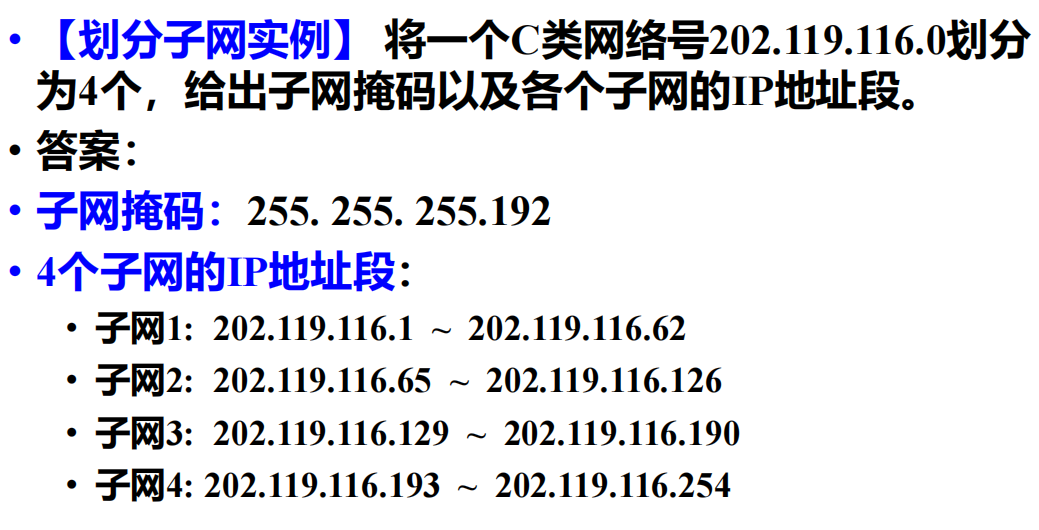 • 【划分子网实例】 将一个C类网络号202.119.116.0划分
为4个，给出子网掩码以及各个子网的IP地址段。
• 答案：
• 子网掩码：255. 255. 255.192
• 4个子网的IP地址段：
• 子网1: 202.119.116.1 ~ 202.119.116.62
• 子网2: 202.119.116.65 ~ 202.119.116.126
• 子网3: 202.119.116.129 ~ 202.119.116.190
• 子网4: 202.119.116.193 ~ 202.119.116.254